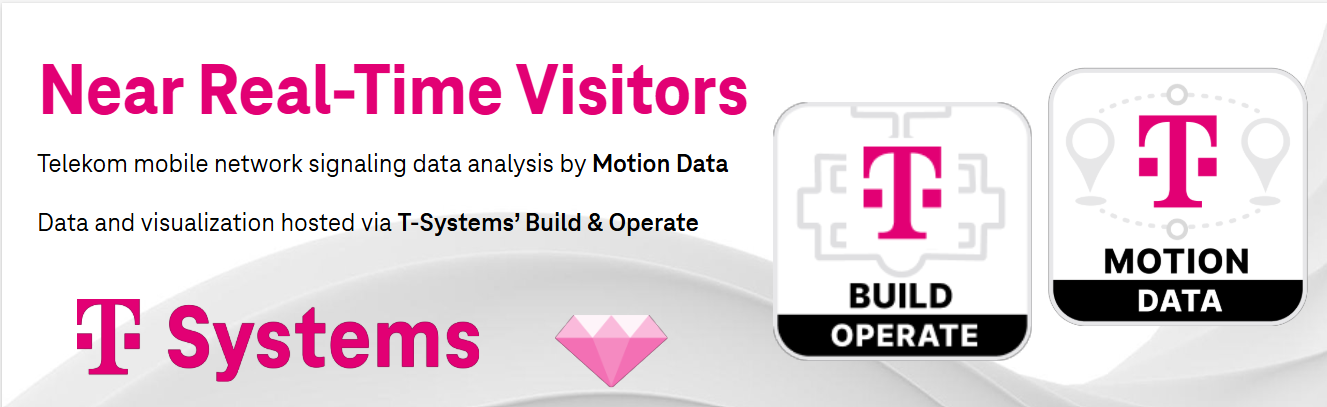 Near Real-Time Visitors
Telekom mobile network signaling data analysis by Motion Data
Data and visualization hosted via T-Systems’ Build & Operate
T Systems
T
BUILD
OPERATE
T
MOTION
DATA